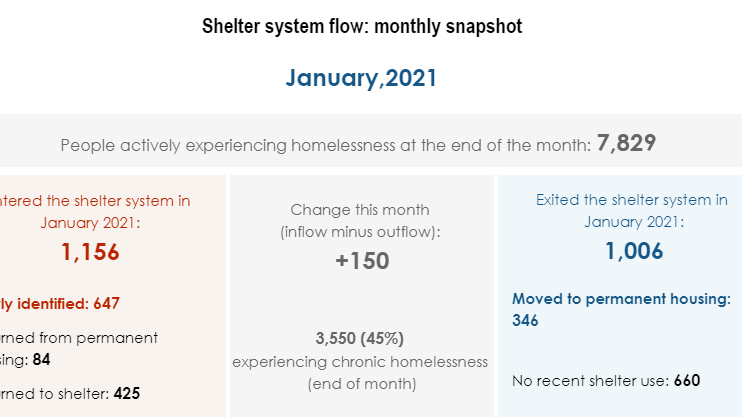 Shelter system flow: monthly snapshot
January,2021
People actively experiencing homelessness at the end of the month: 7,829
ntered the shelter system in
January 2021:
1,156
ly identified: 647
urned from permanent
sing: 84
urned to shelter: 425
Change this month
(inflow minus outflow):
+150
3,550 (45%)
experiencing chronic homelessness
(end of month)
Exited the shelter system in
January 2021:
1,006
Moved to permanent housing:
346
No recent shelter use: 660